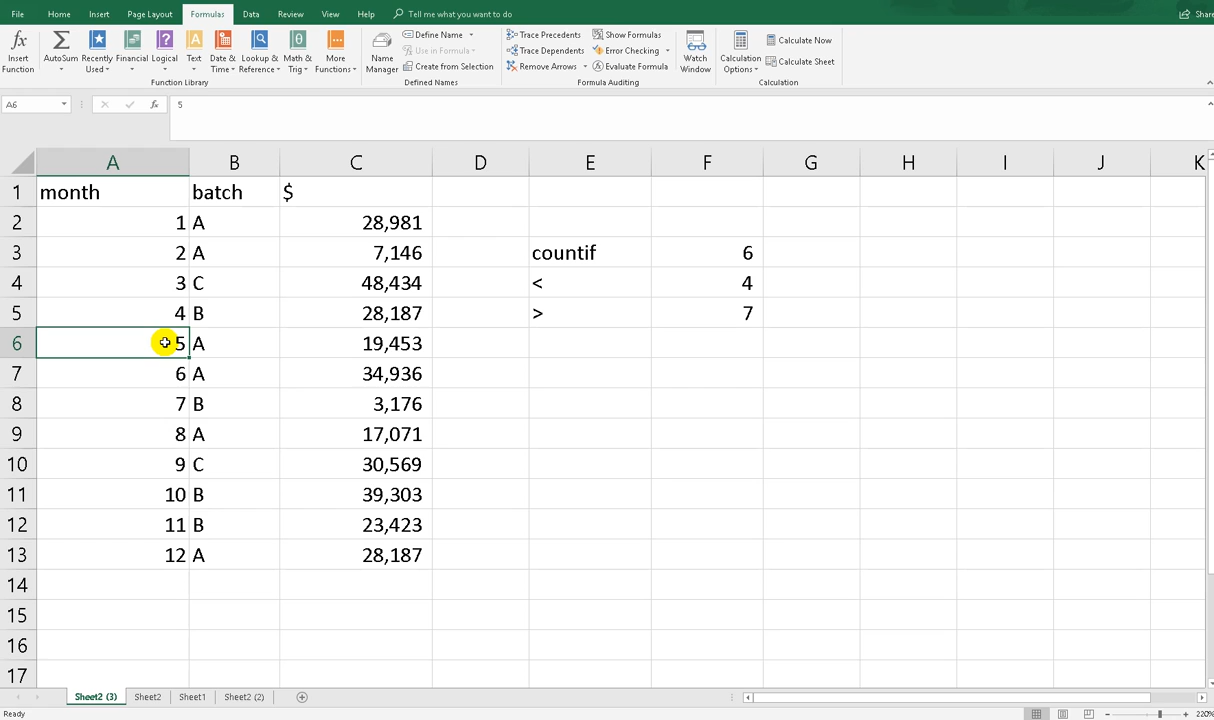 File Home Insert Page Layout Formulas Data Review View Help Tell me what you want to do Share
fx Σ ? A θ ...
Insert Function AutoSum Recently Used Financial Logical Text Date & Time Lookup & Reference Math & Trig More Functions
Function Library
Name Manager Define Name Use in Formula Create from Selection
Defined Names
Trace Precedents Show Formulas
Trace Dependents Error Checking
Remove Arrows Evaluate Formula
Formula Auditing
Watch Window
Calculation Options Calculate Now Calculate Sheet
Calculation
A6 fx 5
A B C D E F G H I J K
1 month batch $
2 1 A 28,981
3 2 A 7,146 countif 6
4 3 C 48,434 < 4
5 4 B 28,187 > 7
6 5 A 19,453
7 6 A 34,936
8 7 B 3,176
9 8 A 17,071
10 9 C 30,569
11 10 B 39,303
12 11 B 23,423
13 12 A 28,187
14
15
16
17
Sheet2 (3) Sheet2 Sheet1 Sheet2 (2)
Ready 220%